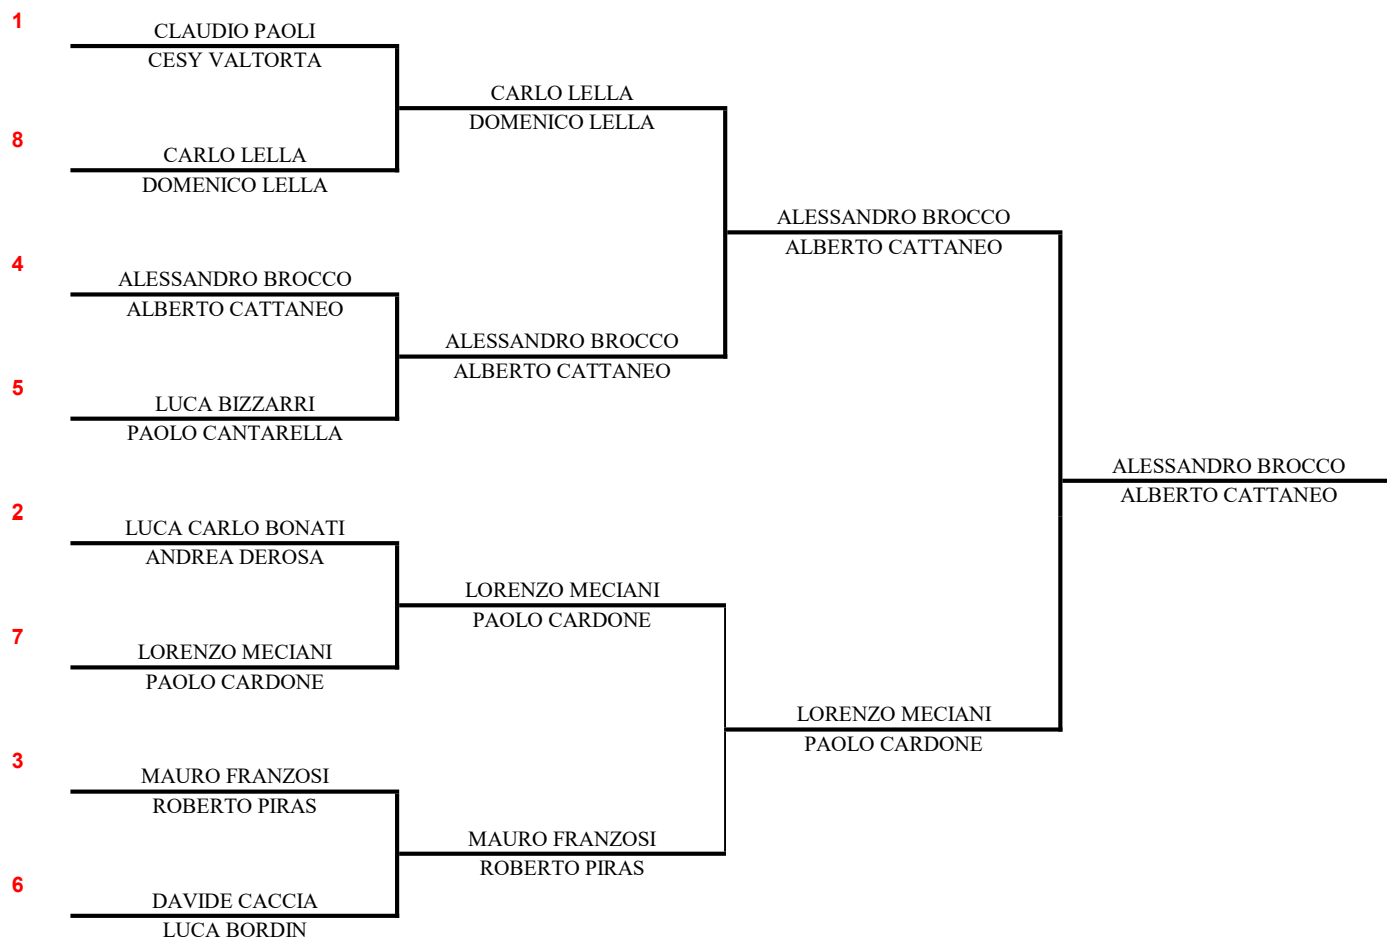 1
CLAUDIO PAOLI
CESY VALTORTA
CARLO LELLA
DOMENICO LELLA
8
CARLO LELLA
DOMENICO LELLA
ALESSANDRO BROCCO
ALBERTO CATTANEO
4
ALESSANDRO BROCCO
ALBERTO CATTANEO
ALESSANDRO BROCCO
ALBERTO CATTANEO
5
LUCA BIZZARRI
PAOLO CANTARELLA
ALESSANDRO BROCCO
ALBERTO CATTANEO
2
LUCA CARLO BONATI
ANDREA DEROSA
LORENZO MECIANI
PAOLO CARDONE
7
LORENZO MECIANI
PAOLO CARDONE
LORENZO MECIANI
PAOLO CARDONE
3
MAURO FRANZOSI
ROBERTO PIRAS
MAURO FRANZOSI
ROBERTO PIRAS
6
DAVIDE CACCIA
LUCA BORDIN